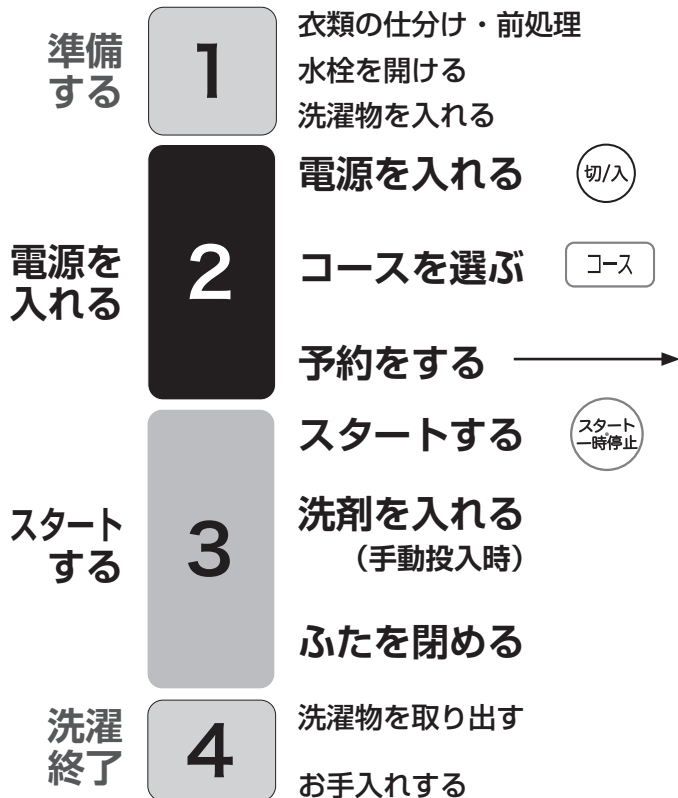 準備
する
1
衣類の仕分け・前処理
水栓を開ける
洗濯物を入れる
電源を
入れる
2
電源を入れる
切/入
コースを選ぶ
コース
予約をする
スタート
する
3
スタートする
スタート
一時停止
洗剤を入れる
（手動投入時）
ふたを閉める
洗濯
終了
4
洗濯物を取り出す
お手入れする